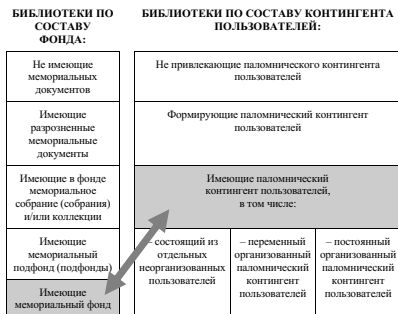 БИБЛИОТЕКИ ПО
СОСТАВУ
ФОНДА:
Не имеющие
мемориальных
документов
Имеющие
разрозненные
мемориальные
документы
Имеющие в фонде
мемориальное
собрание (собрания)
и/или коллекции
Имеющие
мемориальный
подфонд (подфонды)
Имеющие
мемориальный фонд
БИБЛИОТЕКИ ПО СОСТАВУ КОНТИНГЕНТА
ПОЛЬЗОВАТЕЛЕЙ:
Не привлекающие паломнического контингента
пользователей
Формирующие паломнический контингент
пользователей
Имеющие паломнический
контингент пользователей,
в том числе:
– состоящий из
отдельных
неорганизованных
пользователей
– переменный
организованный
паломнический
контингент
пользователей
– постоянный
организованный
паломнический
контингент
пользователей